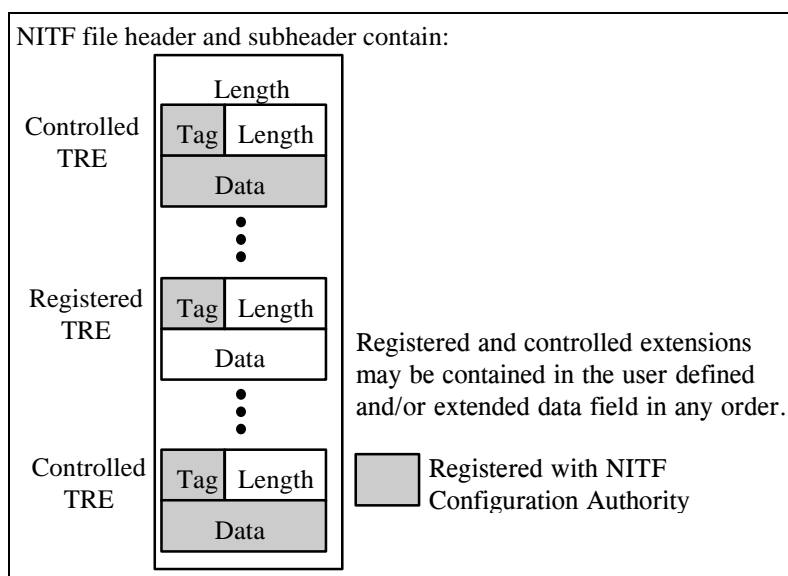 NITF file header and subheader contain:
Length
Controlled
TRE
Tag
Length
Data
Registered
TRE
Tag
Length
Data
Registered and controlled extensions
may be contained in the user defined
and/or extended data field in any order.
Controlled
TRE
Tag
Length
Data
Registered with NITF
Configuration Authority